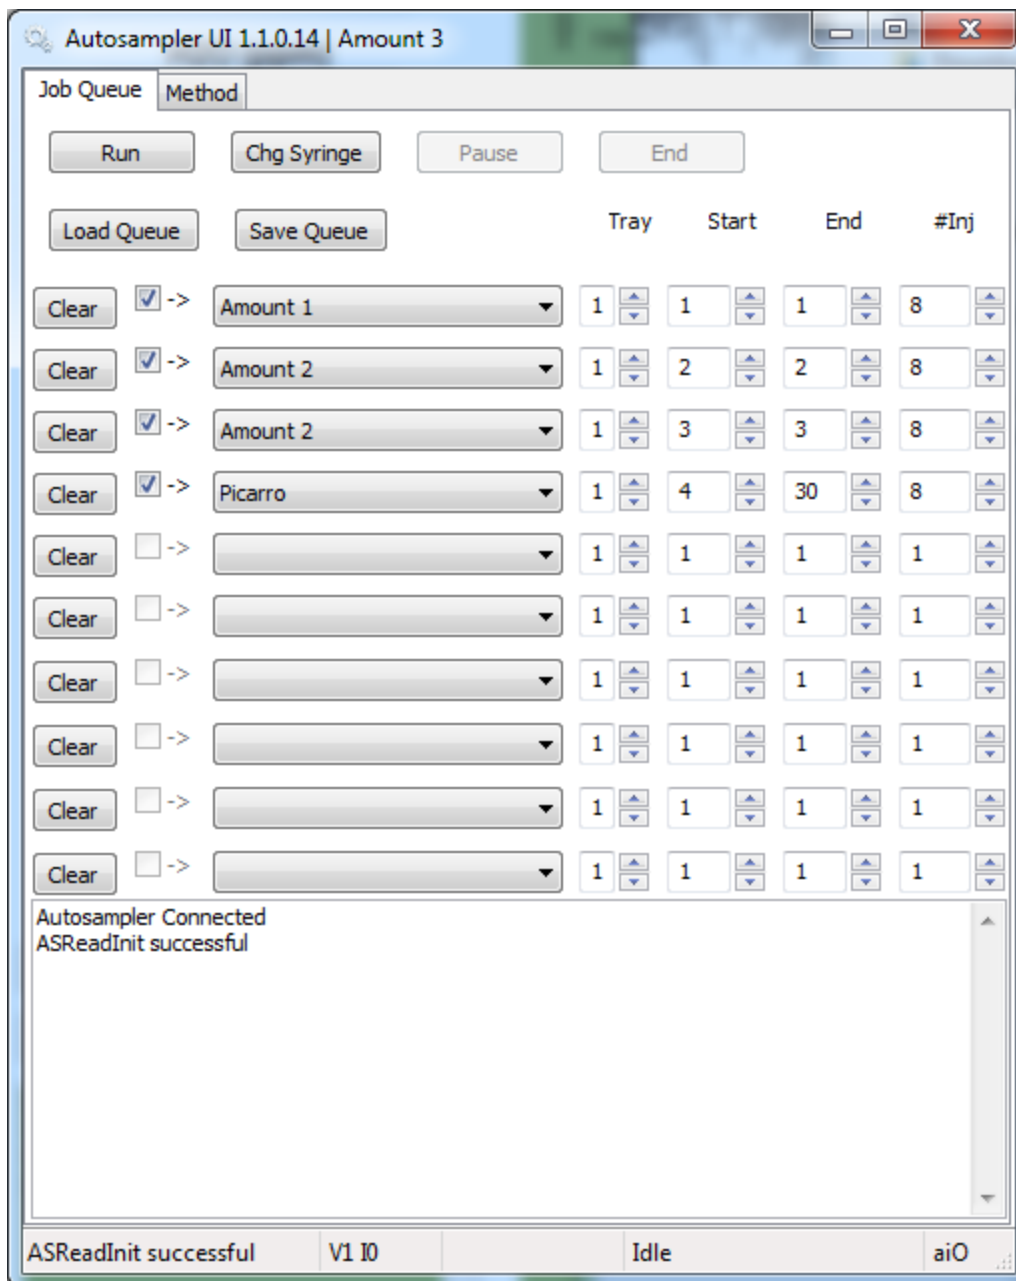 Autosampler UI 1.1.0.14 | Amount 3
Job Queue Method
Run Chg Syringe Pause End
Load Queue Save Queue Tray Start End #Inj
Clear -> Amount 1 1 1 1 8
Clear -> Amount 2 1 2 2 8
Clear -> Amount 2 1 3 3 8
Clear -> Picarro 1 4 30 8
Clear -> 1 1 1 1
Clear -> 1 1 1 1
Clear -> 1 1 1 1
Clear -> 1 1 1 1
Clear -> 1 1 1 1
Clear -> 1 1 1 1
Autosampler Connected
ASReadInit successful
ASReadInit successful V1 I0 Idle aiO